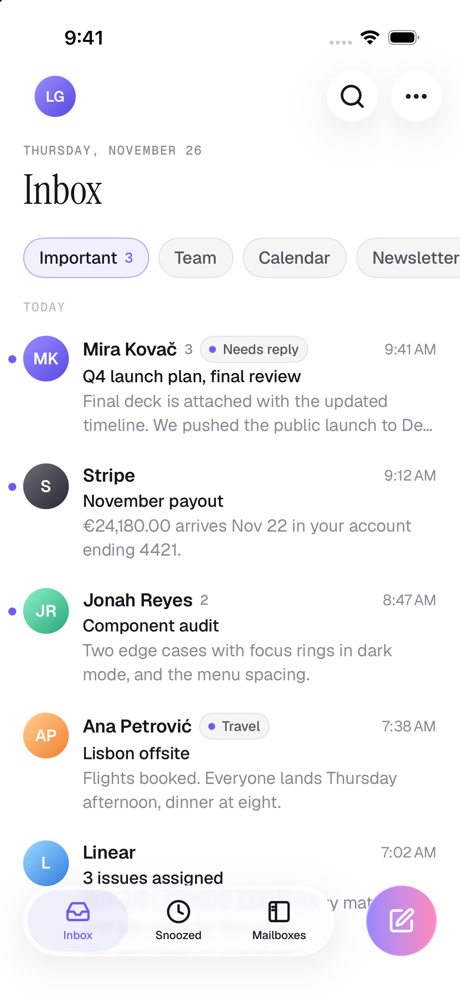 9:41
LG
THURSDAY, NOVEMBER 26
Inbox
Important 3
Team
Calendar
Newsletter
TODAY
MK
Mira Kovač 3 Needs reply 9:41 AM
Q4 launch plan, final review
Final deck is attached with the updated
timeline. We pushed the public launch to De...
S
Stripe 9:12 AM
November payout
€24,180.00 arrives Nov 22 in your account
ending 4421.
JR
Jonah Reyes 2 8:47 AM
Component audit
Two edge cases with focus rings in dark
mode, and the menu spacing.
AP
Ana Petrović Travel 7:38 AM
Lisbon offsite
Flights booked. Everyone lands Thursday
afternoon, dinner at eight.
L
Linear 7:02 AM
3 issues assigned
Inbox
Snoozed
Mailboxes